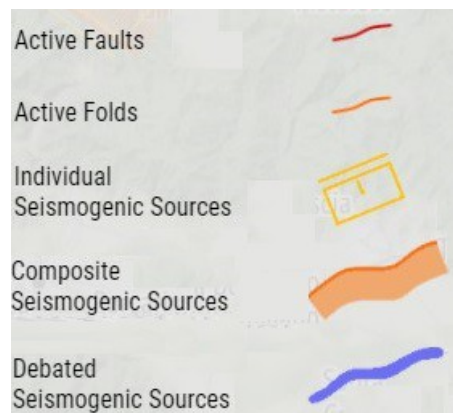 Active Faults
Active Folds
Individual
Seismogenic Sources
Composite
Seismogenic Sources
Debated
Seismogenic Sources